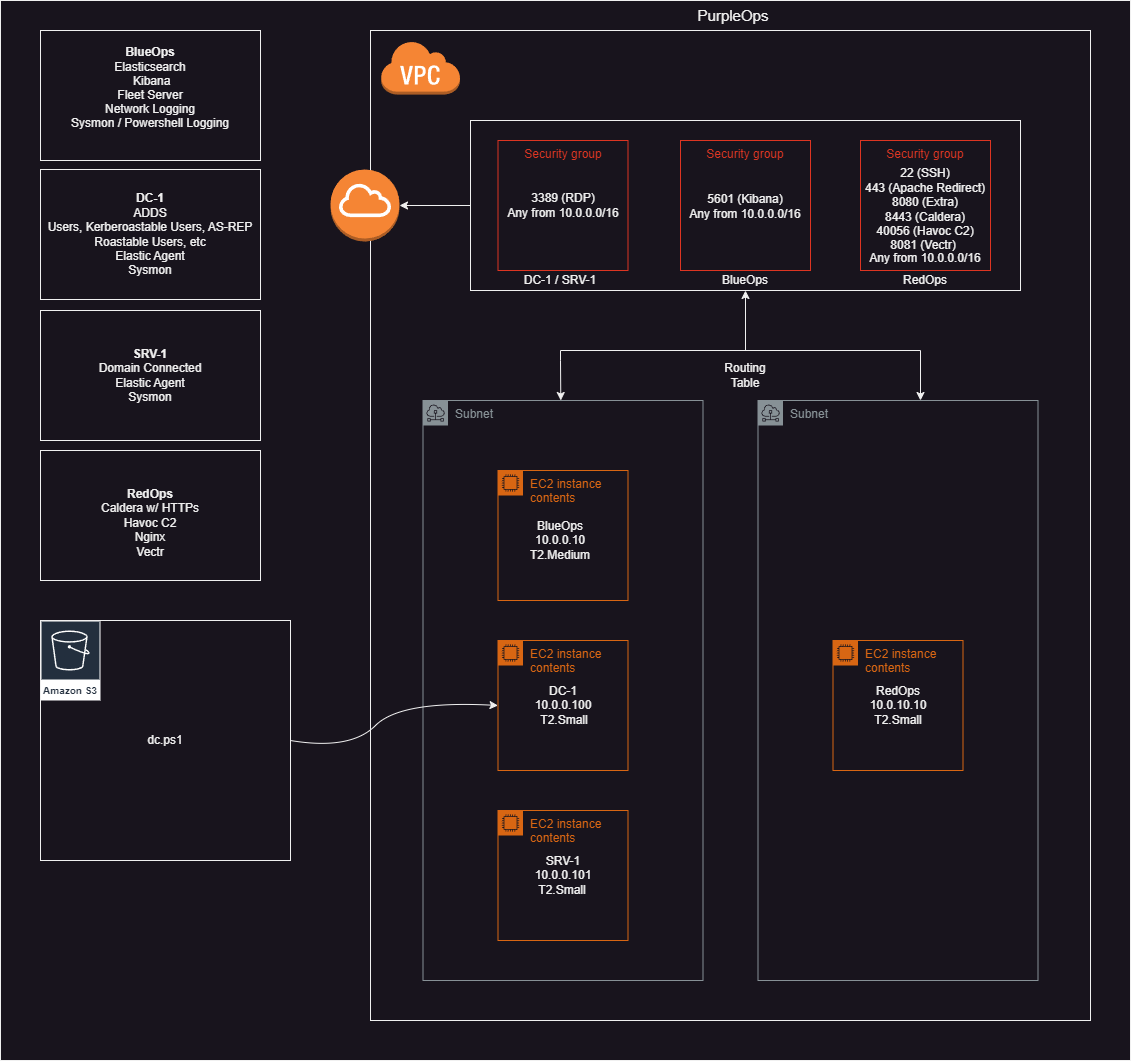 PurpleOps
BlueOps
Elasticsearch
Kibana
Fleet Server
Network Logging
Sysmon / Powershell Logging
DC-1
ADDS
Users, Kerberoastable Users, AS-REP
Roastable Users, etc
Elastic Agent
Sysmon
SRV-1
Domain Connected
Elastic Agent
Sysmon
RedOps
Caldera w/ HTTPs
Havoc C2
Nginx
Vectr
Amazon S3
dc.ps1
VPC
Security group
3389 (RDP)
Any from 10.0.0.0/16
DC-1 / SRV-1
Security group
5601 (Kibana)
Any from 10.0.0.0/16
BlueOps
Security group
22 (SSH)
443 (Apache Redirect)
8080 (Extra)
8443 (Caldera)
40056 (Havoc C2)
8081 (Vectr)
Any from 10.0.0.0/16
RedOps
Routing
Table
Subnet
EC2 instance
contents
BlueOps
10.0.0.10
T2.Medium
EC2 instance
contents
DC-1
10.0.0.100
T2.Small
EC2 instance
contents
SRV-1
10.0.0.101
T2.Small
Subnet
EC2 instance
contents
RedOps
10.0.10.10
T2.Small